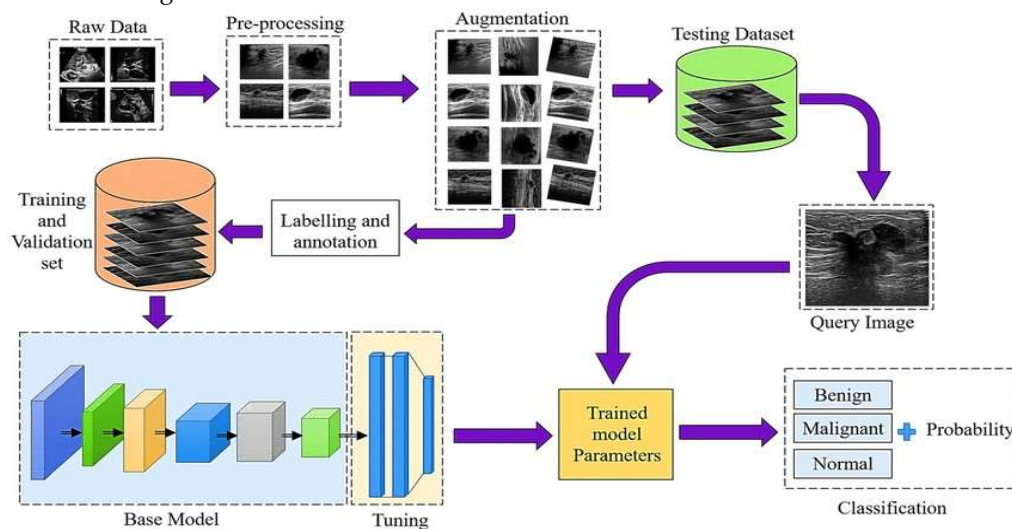 Raw Data
Pre-processing
Augmentation
Testing Dataset
Training
and
Validation
set
Labelling and
annotation
Query Image
Base Model
Tuning
Trained
model
Parameters
Benign
Malignant
Normal
Probability
Classification